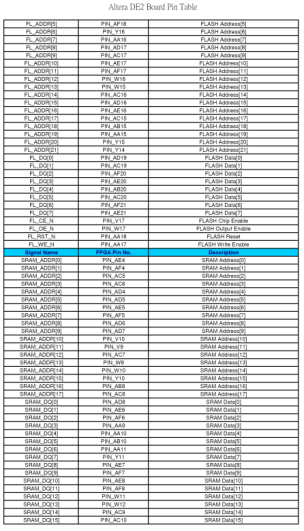 Altera DE2 Board Pin Table
FL_ADDR[5] PIN_AF18 FLASH Address[5]
FL_ADDR[6] PIN_Y16 FLASH Address[6]
FL_ADDR[7] PIN_AA16 FLASH Address[7]
FL_ADDR[8] PIN_AD17 FLASH Address[8]
FL_ADDR[9] PIN_AC17 FLASH Address[9]
FL_ADDR[10] PIN_AE17 FLASH Address[10]
FL_ADDR[11] PIN_AF17 FLASH Address[11]
FL_ADDR[12] PIN_W16 FLASH Address[12]
FL_ADDR[13] PIN_W15 FLASH Address[13]
FL_ADDR[14] PIN_AC16 FLASH Address[14]
FL_ADDR[15] PIN_AD16 FLASH Address[15]
FL_ADDR[16] PIN_AE16 FLASH Address[16]
FL_ADDR[17] PIN_AC15 FLASH Address[17]
FL_ADDR[18] PIN_AB15 FLASH Address[18]
FL_ADDR[19] PIN_AA15 FLASH Address[19]
FL_ADDR[20] PIN_Y15 FLASH Address[20]
FL_ADDR[21] PIN_Y14 FLASH Address[21]
FL_DQ[0] PIN_AD19 FLASH Data[0]
FL_DQ[1] PIN_AC19 FLASH Data[1]
FL_DQ[2] PIN_AF20 FLASH Data[2]
FL_DQ[3] PIN_AE20 FLASH Data[3]
FL_DQ[4] PIN_AB20 FLASH Data[4]
FL_DQ[5] PIN_AC20 FLASH Data[5]
FL_DQ[6] PIN_AF21 FLASH Data[6]
FL_DQ[7] PIN_AE21 FLASH Data[7]
FL_CE_N PIN_V17 FLASH Chip Enable
FL_OE_N PIN_W17 FLASH Output Enable
FL_RST_N PIN_AA18 FLASH Reset
FL_WE_N PIN_AA17 FLASH Write Enable
Signal Name FPGA Pin No. Description
SRAM_ADDR[0] PIN_AE4 SRAM Address[0]
SRAM_ADDR[1] PIN_AF4 SRAM Address[1]
SRAM_ADDR[2] PIN_AC5 SRAM Address[2]
SRAM_ADDR[3] PIN_AC6 SRAM Address[3]
SRAM_ADDR[4] PIN_AD4 SRAM Address[4]
SRAM_ADDR[5] PIN_AD5 SRAM Address[5]
SRAM_ADDR[6] PIN_AE5 SRAM Address[6]
SRAM_ADDR[7] PIN_AF5 SRAM Address[7]
SRAM_ADDR[8] PIN_AD6 SRAM Address[8]
SRAM_ADDR[9] PIN_AD7 SRAM Address[9]
SRAM_ADDR[10] PIN_V10 SRAM Address[10]
SRAM_ADDR[11] PIN_V9 SRAM Address[11]
SRAM_ADDR[12] PIN_AC7 SRAM Address[12]
SRAM_ADDR[13] PIN_W8 SRAM Address[13]
SRAM_ADDR[14] PIN_W10 SRAM Address[14]
SRAM_ADDR[15] PIN_Y10 SRAM Address[15]
SRAM_ADDR[16] PIN_AB8 SRAM Address[16]
SRAM_ADDR[17] PIN_AC8 SRAM Address[17]
SRAM_DQ[0] PIN_AD8 SRAM Data[0]
SRAM_DQ[1] PIN_AE6 SRAM Data[1]
SRAM_DQ[2] PIN_AF6 SRAM Data[2]
SRAM_DQ[3] PIN_AA9 SRAM Data[3]
SRAM_DQ[4] PIN_AA10 SRAM Data[4]
SRAM_DQ[5] PIN_AB10 SRAM Data[5]
SRAM_DQ[6] PIN_AA11 SRAM Data[6]
SRAM_DQ[7] PIN_Y11 SRAM Data[7]
SRAM_DQ[8] PIN_AE7 SRAM Data[8]
SRAM_DQ[9] PIN_AF7 SRAM Data[9]
SRAM_DQ[10] PIN_AE8 SRAM Data[10]
SRAM_DQ[11] PIN_AF8 SRAM Data[11]
SRAM_DQ[12] PIN_W11 SRAM Data[12]
SRAM_DQ[13] PIN_W12 SRAM Data[13]
SRAM_DQ[14] PIN_AC9 SRAM Data[14]
SRAM_DQ[15] PIN_AC10 SRAM Data[15]